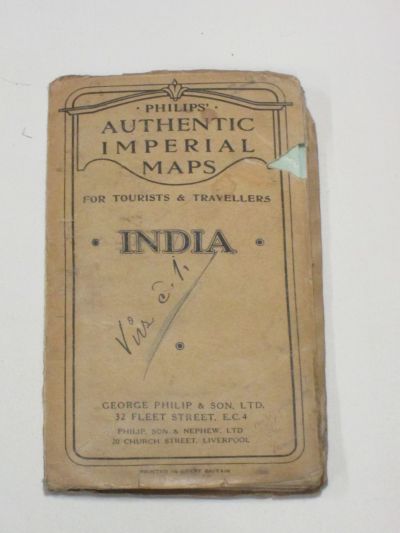 · PHILIPS' ·
AUTHENTIC
IMPERIAL
MAPS
FOR TOURISTS & TRAVELLERS
· INDIA ·
GEORGE PHILIP & SON, LTD.
32 FLEET STREET, E.C.4
PHILIP, SON & NEPHEW, LTD
20 CHURCH STREET, LIVERPOOL
PRINTED IN GREAT BRITAIN